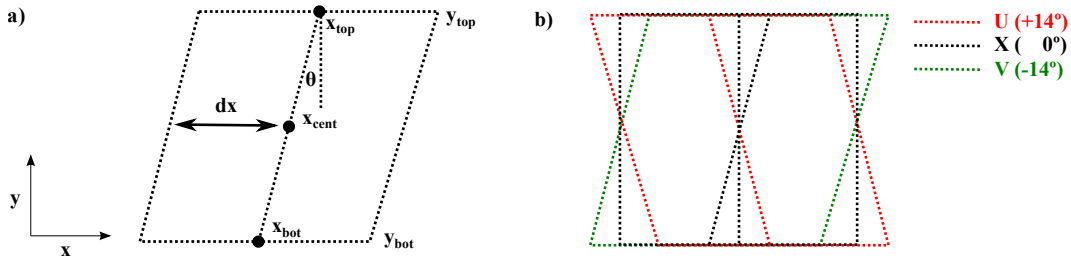 a)
x_top
y_top
θ
dx
x_cent
y
x
x_bot
y_bot
b)
U (+14º)
X ( 0º)
V (-14º)